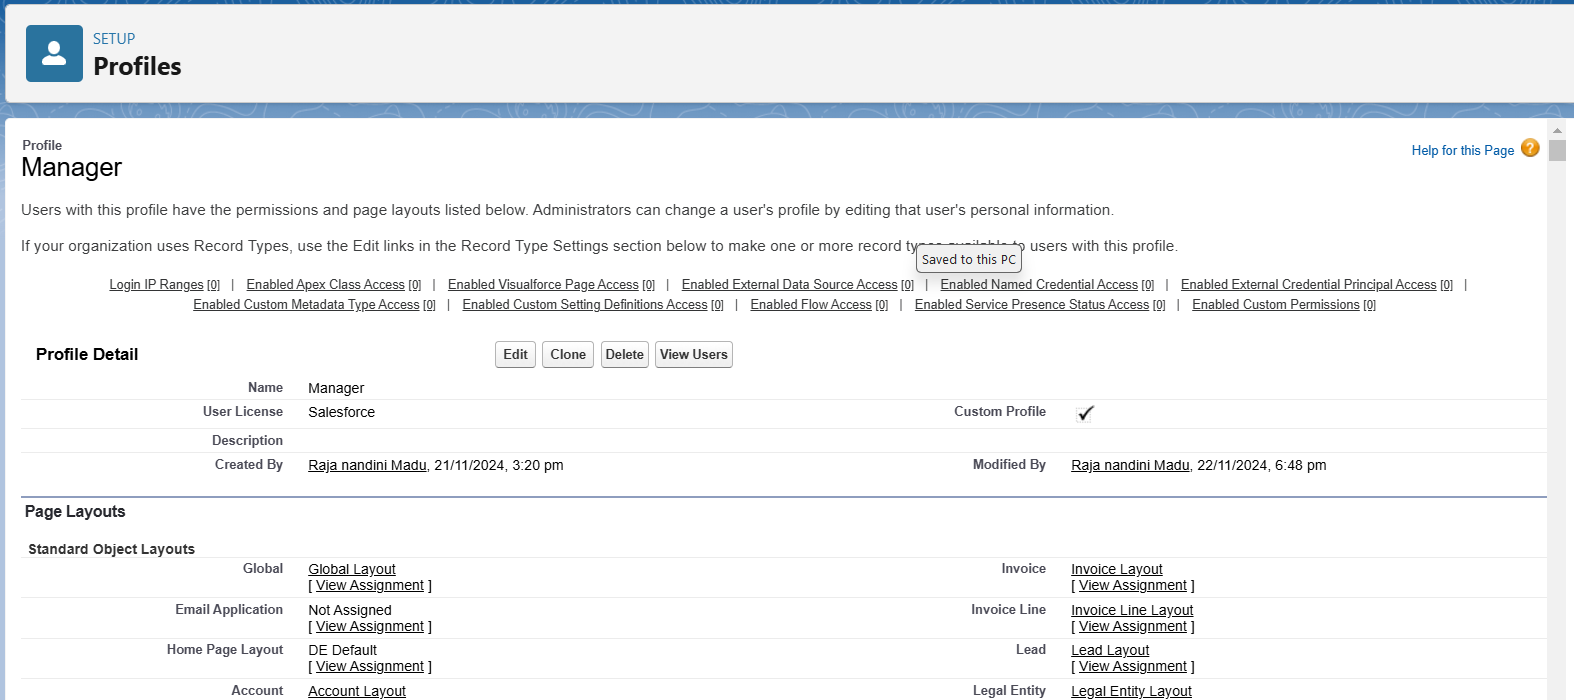 SETUP
Profiles
Profile
Manager
Help for this Page ?
Users with this profile have the permissions and page layouts listed below. Administrators can change a user's profile by editing that user's personal information.
If your organization uses Record Types, use the Edit links in the Record Type Settings section below to make one or more record types available to users with this profile.
Saved to this PC
Login IP Ranges [0] | Enabled Apex Class Access [0] | Enabled Visualforce Page Access [0] | Enabled External Data Source Access [0] | Enabled Named Credential Access [0] | Enabled External Credential Principal Access [0] |
Enabled Custom Metadata Type Access [0] | Enabled Custom Setting Definitions Access [0] | Enabled Flow Access [0] | Enabled Service Presence Status Access [0] | Enabled Custom Permissions [0]
Profile Detail Edit Clone Delete View Users
Name Manager
User License Salesforce Custom Profile
Description
Created By Raja nandini Madu, 21/11/2024, 3:20 pm Modified By Raja nandini Madu, 22/11/2024, 6:48 pm
Page Layouts
Standard Object Layouts
Global Global Layout Invoice Invoice Layout
[ View Assignment ] [ View Assignment ]
Email Application Not Assigned Invoice Line Invoice Line Layout
[ View Assignment ] [ View Assignment ]
Home Page Layout DE Default Lead Lead Layout
[ View Assignment ] [ View Assignment ]
Account Account Layout Legal Entity Legal Entity Layout